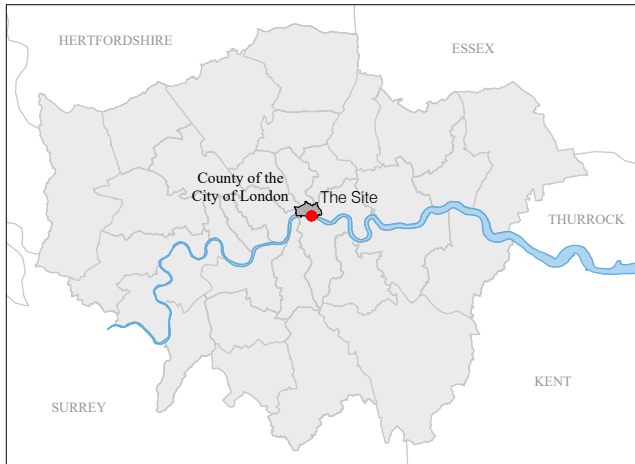 HERTFORDSHIRE
ESSEX
County of the
City of London
The Site
THURROCK
KENT
SURREY